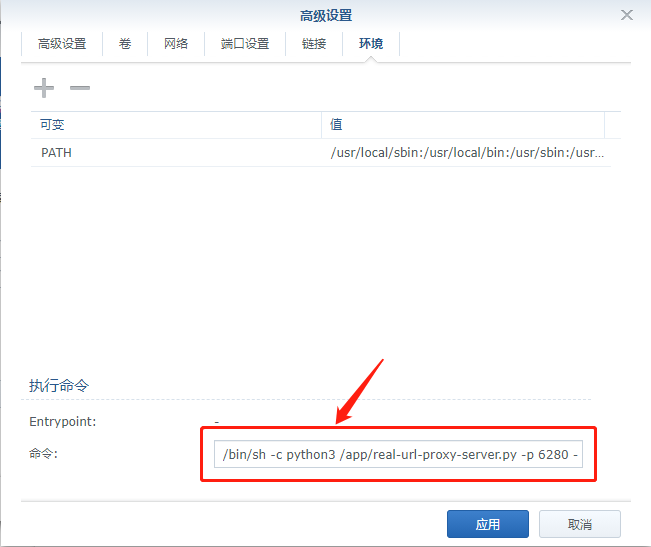 高级设置
高级设置 卷 网络 端口设置 链接 环境
可变 值
PATH /usr/local/sbin:/usr/local/bin:/usr/sbin:/usr...
执行命令
Entrypoint: -
命令: /bin/sh -c python3 /app/real-url-proxy-server.py -p 6280 -
应用 取消